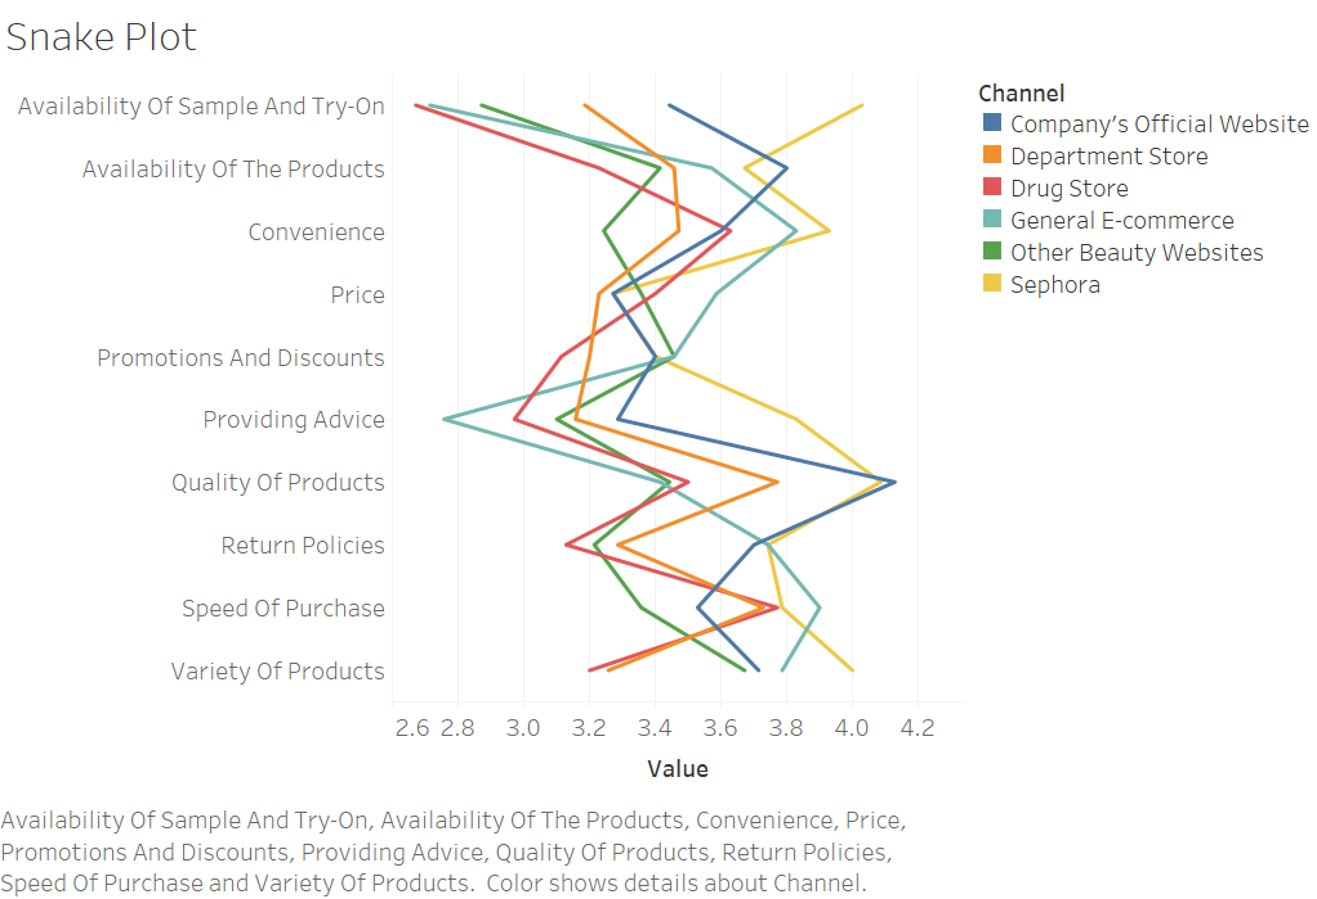 Snake Plot
Channel
Company's Official Website
Department Store
Drug Store
General E-commerce
Other Beauty Websites
Sephora
Availability Of Sample And Try-On
Availability Of The Products
Convenience
Price
Promotions And Discounts
Providing Advice
Quality Of Products
Return Policies
Speed Of Purchase
Variety Of Products
2.6 2.8 3.0 3.2 3.4 3.6 3.8 4.0 4.2
Value
Availability Of Sample And Try-On, Availability Of The Products, Convenience, Price,
Promotions And Discounts, Providing Advice, Quality Of Products, Return Policies,
Speed Of Purchase and Variety Of Products.  Color shows details about Channel.